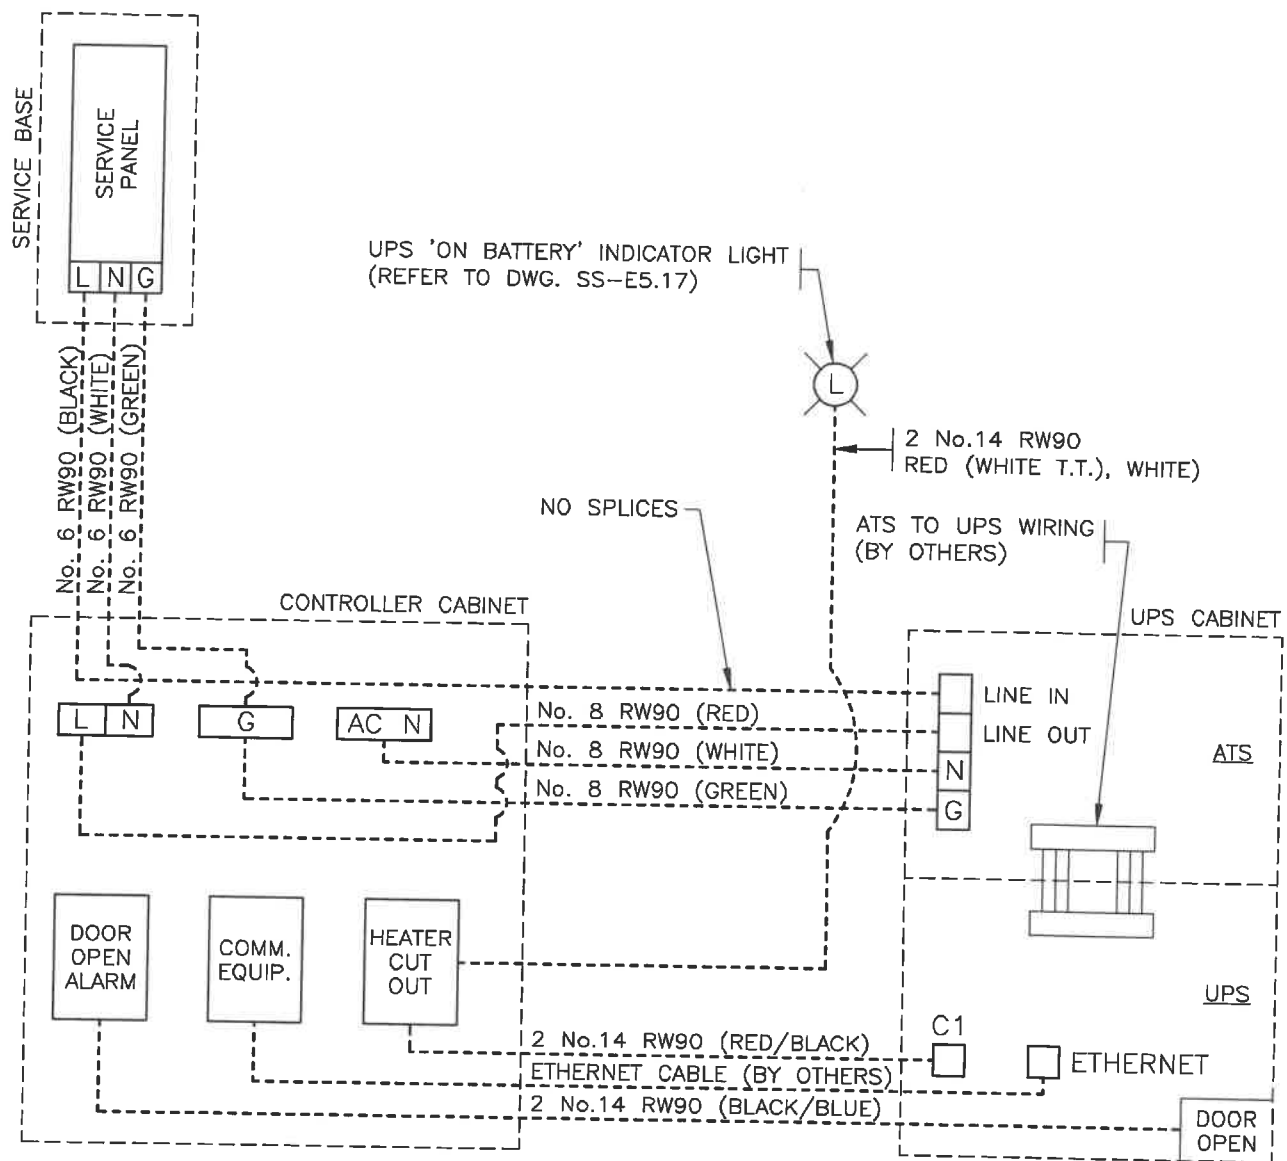 SERVICE BASE
SERVICE
PANEL
L N G
No. 6 RW90 (BLACK)
No. 6 RW90 (WHITE)
No. 6 RW90 (GREEN)
UPS 'ON BATTERY' INDICATOR LIGHT
(REFER TO DWG. SS-E5.17)
L
2 No.14 RW90
RED (WHITE T.T.), WHITE)
NO SPLICES
ATS TO UPS WIRING
(BY OTHERS)
CONTROLLER CABINET
UPS CABINET
L N
G
AC N
No. 8 RW90 (RED)
No. 8 RW90 (WHITE)
No. 8 RW90 (GREEN)
LINE IN
LINE OUT
N
G
ATS
DOOR
OPEN
ALARM
COMM.
EQUIP.
HEATER
CUT
OUT
UPS
C1
ETHERNET
2 No.14 RW90 (RED/BLACK)
ETHERNET CABLE (BY OTHERS)
2 No.14 RW90 (BLACK/BLUE)
DOOR
OPEN